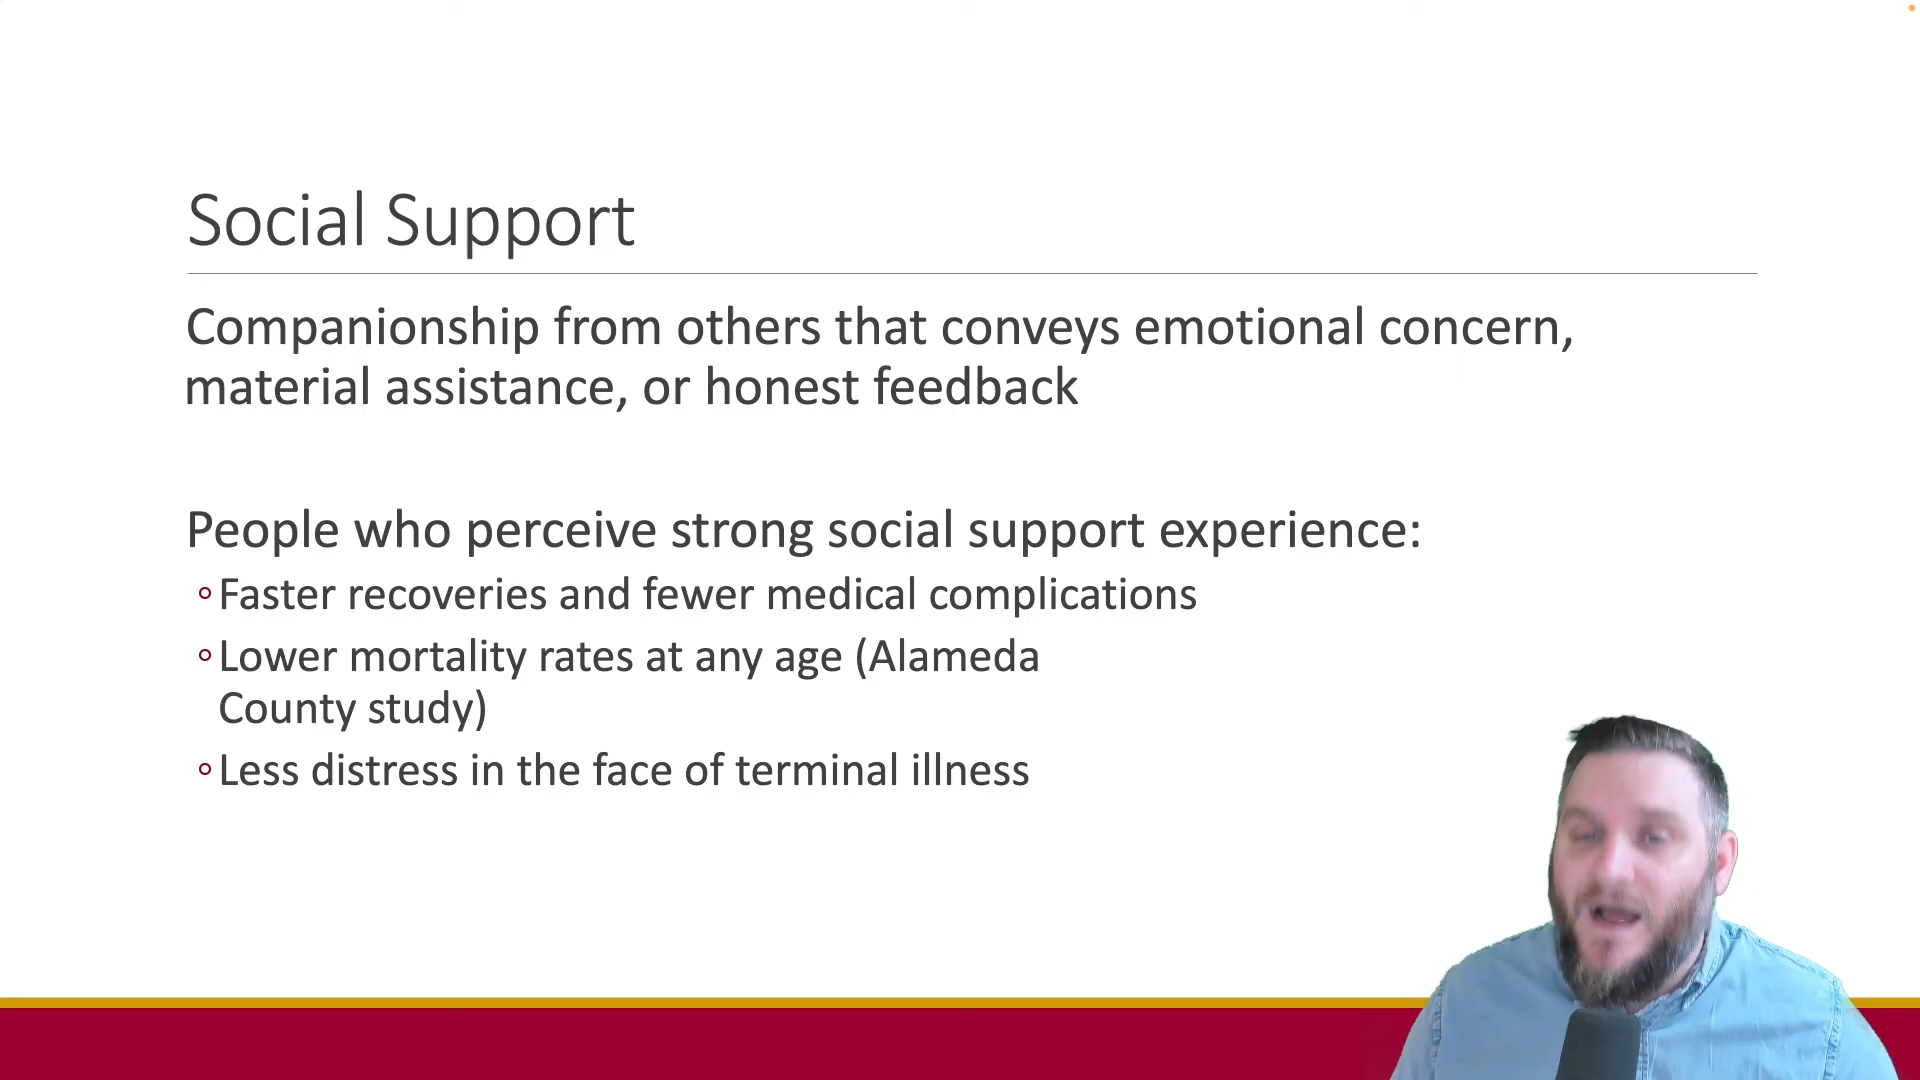 Social Support
Companionship from others that conveys emotional concern,
material assistance, or honest feedback
People who perceive strong social support experience:
◦Faster recoveries and fewer medical complications
◦Lower mortality rates at any age (Alameda
County study)
◦Less distress in the face of terminal illness